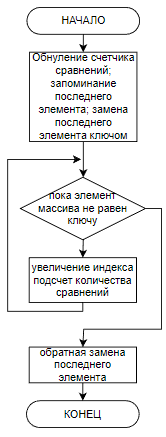 НАЧАЛО
Обнуление счетчика
сравнений;
запоминание
последнего
элемента; замена
последнего
элемента ключом
пока элемент
массива не равен
ключу
увеличение индекса
подсчет количества
сравнений
обратная замена
последнего
элемента
КОНЕЦ